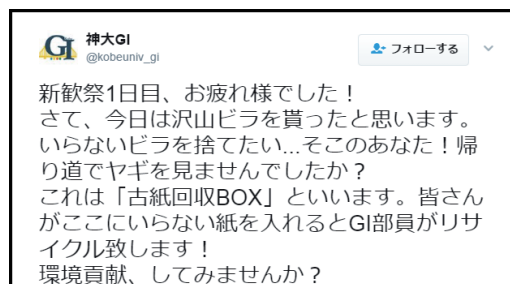 GI
神大GI
@kobeuniv_gi
フォローする
新歓祭1日目、お疲れ様でした！
さて、今日は沢山ビラを貰ったと思います。
いらないビラを捨てたい...そこのあなた！帰
り道でヤギを見ませんでしたか？
これは「古紙回収BOX」といいます。皆さん
がここにいらない紙を入れるとGI部員がリサ
イクル致します！
環境貢献、してみませんか？